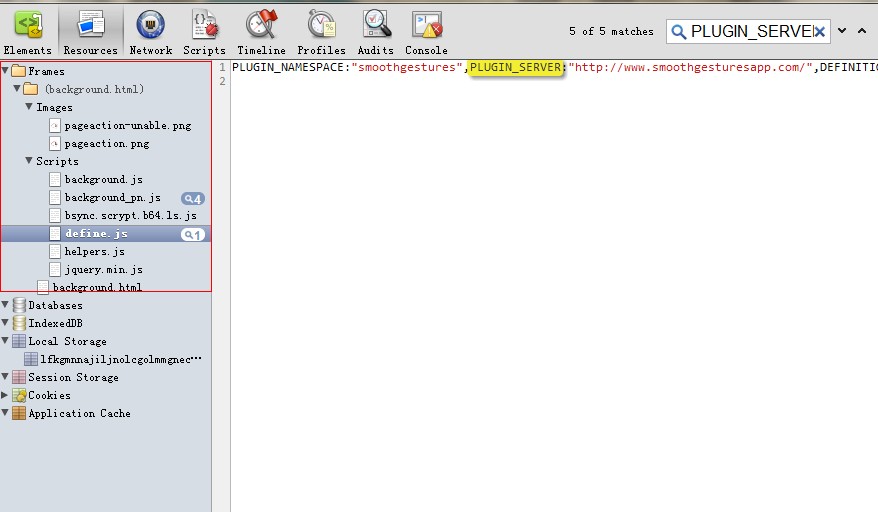 Elements Resources Network Scripts Timeline Profiles Audits Console 5 of 5 matches PLUGIN_SERVE
Frames
(background.html)
Images
pageaction-unable.png
pageaction.png
Scripts
background.js
background_pn.js 4
bsync.scrypt.b64.ls.js
define.js 1
helpers.js
jquery.min.js
background.html
Databases
IndexedDB
Local Storage
lfkgmnnajiljnolcgolmmgnec…
Session Storage
Cookies
Application Cache
1 PLUGIN_NAMESPACE:"smoothgestures",PLUGIN_SERVER:"http://www.smoothgesturesapp.com/",DEFINITIO
2